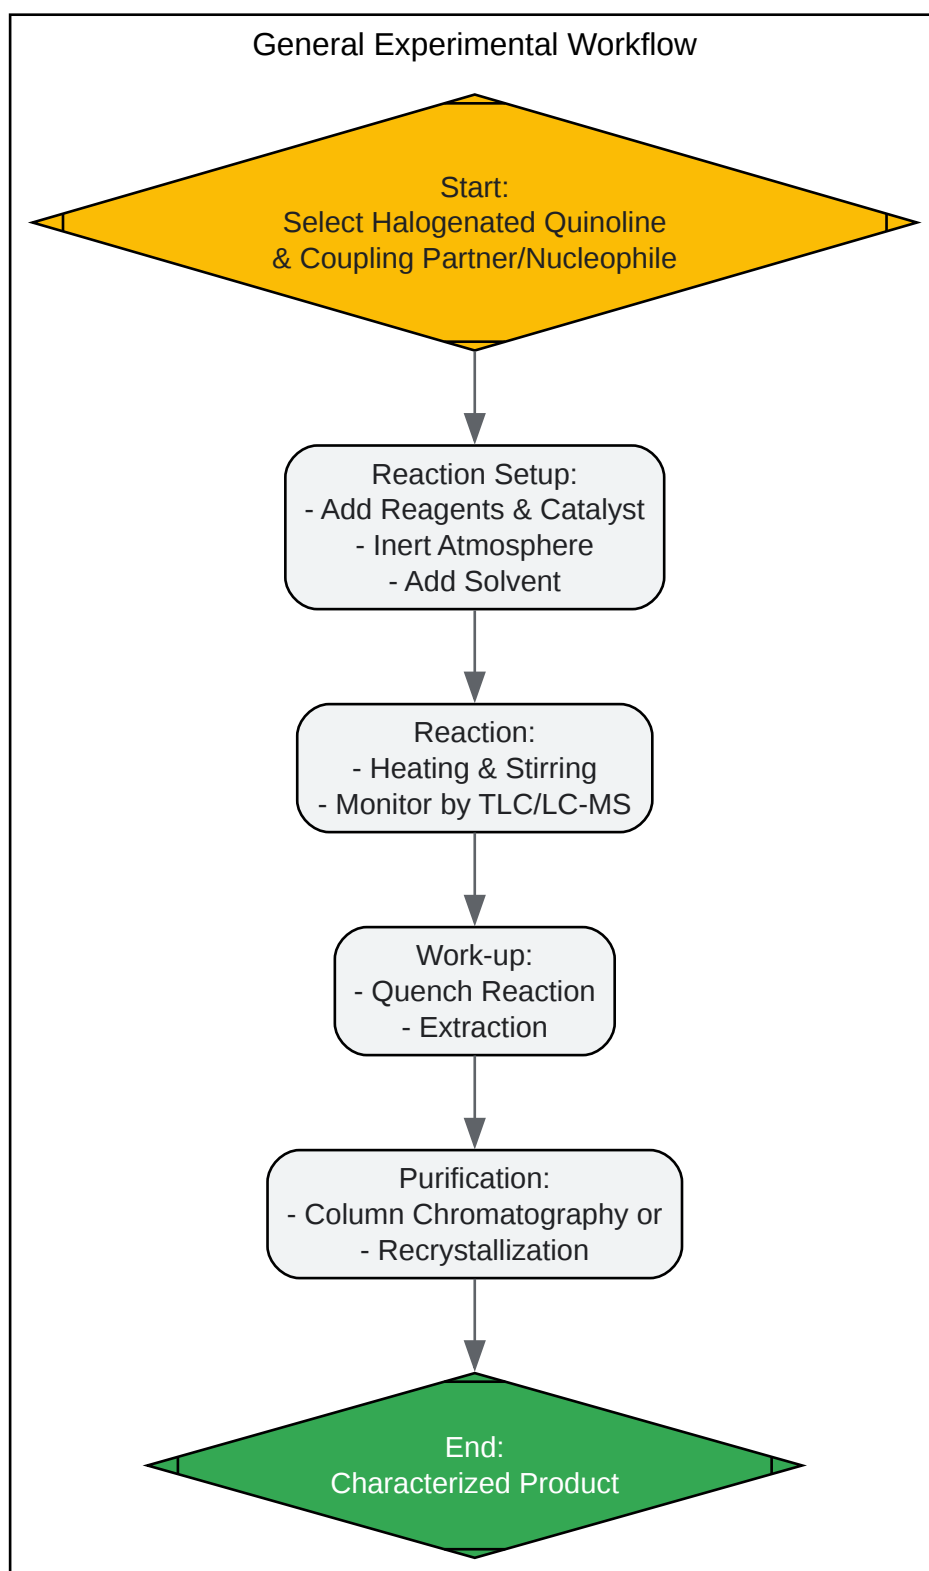 General Experimental Workflow
Start:
Select Halogenated Quinoline
& Coupling Partner/Nucleophile
Reaction Setup:
- Add Reagents & Catalyst
- Inert Atmosphere
- Add Solvent
Reaction:
- Heating & Stirring
- Monitor by TLC/LC-MS
Work-up:
- Quench Reaction
- Extraction
Purification:
- Column Chromatography or
- Recrystallization
End:
Characterized Product